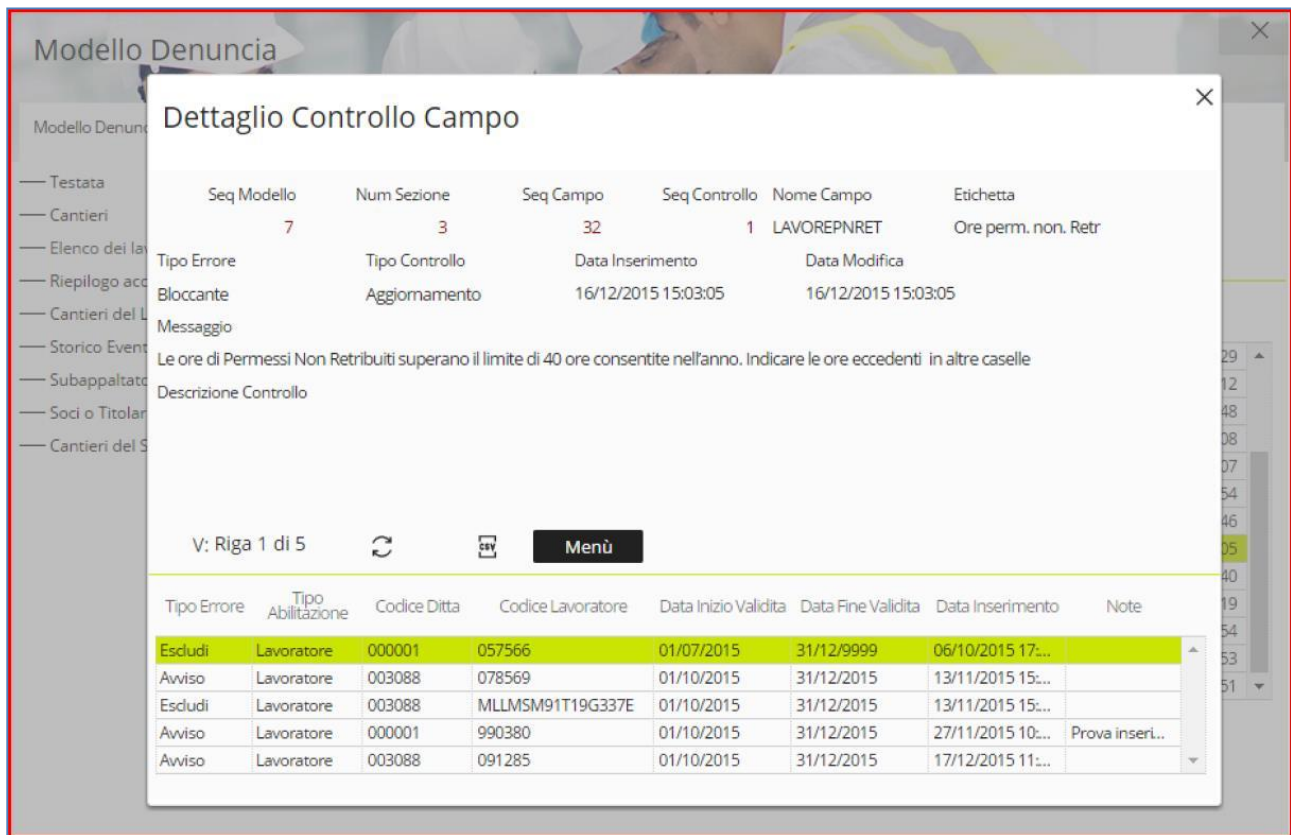 Modello Denuncia
Modello Denunc
Testata
Cantieri
Elenco dei lav
Riepilogo acc
Cantieri del L
Storico Event
Subappaltato
Soci o Titolar
Cantieri del S
Dettaglio Controllo Campo
Seq Modello Num Sezione Seq Campo Seq Controllo Nome Campo Etichetta
7 3 32 1 LAVOREPNRET Ore perm. non. Retr
Tipo Errore Tipo Controllo Data Inserimento Data Modifica
Bloccante Aggiornamento 16/12/2015 15:03:05 16/12/2015 15:03:05
Messaggio
Le ore di Permessi Non Retribuiti superano il limite di 40 ore consentite nell'anno. Indicare le ore eccedenti in altre caselle
Descrizione Controllo
V: Riga 1 di 5 CSV Menù
Tipo Errore Tipo Abilitazione Codice Ditta Codice Lavoratore Data Inizio Validita Data Fine Validita Data Inserimento Note
Escludi Lavoratore 000001 057566 01/07/2015 31/12/9999 06/10/2015 17:...
Avviso Lavoratore 003088 078569 01/10/2015 31/12/2015 13/11/2015 15:...
Escludi Lavoratore 003088 MLLMSM91T19G337E 01/10/2015 31/12/2015 13/11/2015 15:...
Avviso Lavoratore 000001 990380 01/10/2015 31/12/2015 27/11/2015 10:... Prova inseri...
Avviso Lavoratore 003088 091285 01/10/2015 31/12/2015 17/12/2015 11:...
29
12
48
08
07
54
46
05
40
19
54
53
51